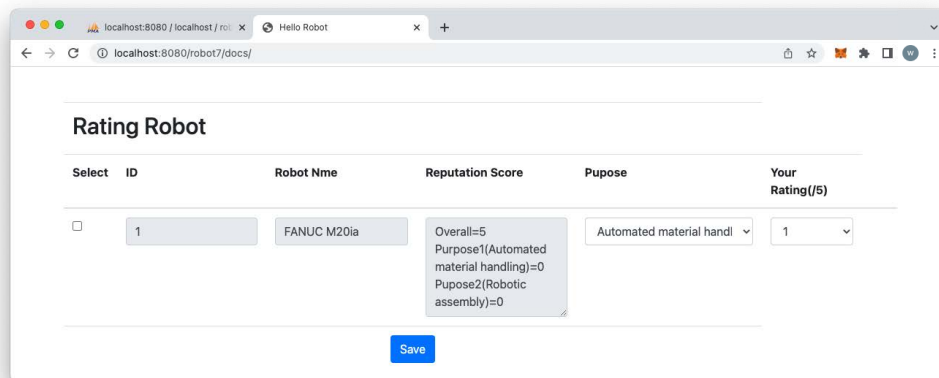 localhost:8080 / localhost / rot
Hello Robot
localhost:8080/robot7/docs/
W
Rating Robot
Select ID Robot Nme Reputation Score Pupose Your
Rating(/5)
1 FANUC M20ia Overall=5 Automated material handl 1
Purpose1(Automated
material handling)=0
Pupose2(Robotic
assembly)=0
Save